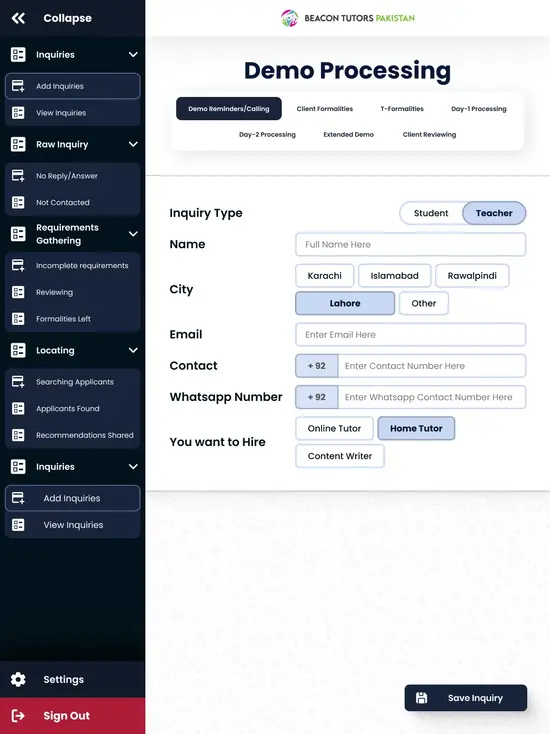 Collapse
Inquiries
Add Inquiries
View Inquiries
Raw Inquiry
No Reply/Answer
Not Contacted
Requirements
Gathering
Incomplete requirements
Reviewing
Formalities Left
Locating
Searching Applicants
Applicants Found
Recommendations Shared
Inquiries
Add Inquiries
View Inquiries
Settings
Sign Out
BEACON TUTORS PAKISTAN
Demo Processing
Demo Reminders/Calling Client Formalities T-Formalities Day-1 Processing
Day-2 Processing Extended Demo Client Reviewing
Inquiry Type Student Teacher
Name Full Name Here
City Karachi Islamabad Rawalpindi
Lahore Other
Email Enter Email Here
Contact + 92 Enter Contact Number Here
Whatsapp Number + 92 Enter Whatsapp Contact Number Here
You want to Hire Online Tutor Home Tutor
Content Writer
Save Inquiry